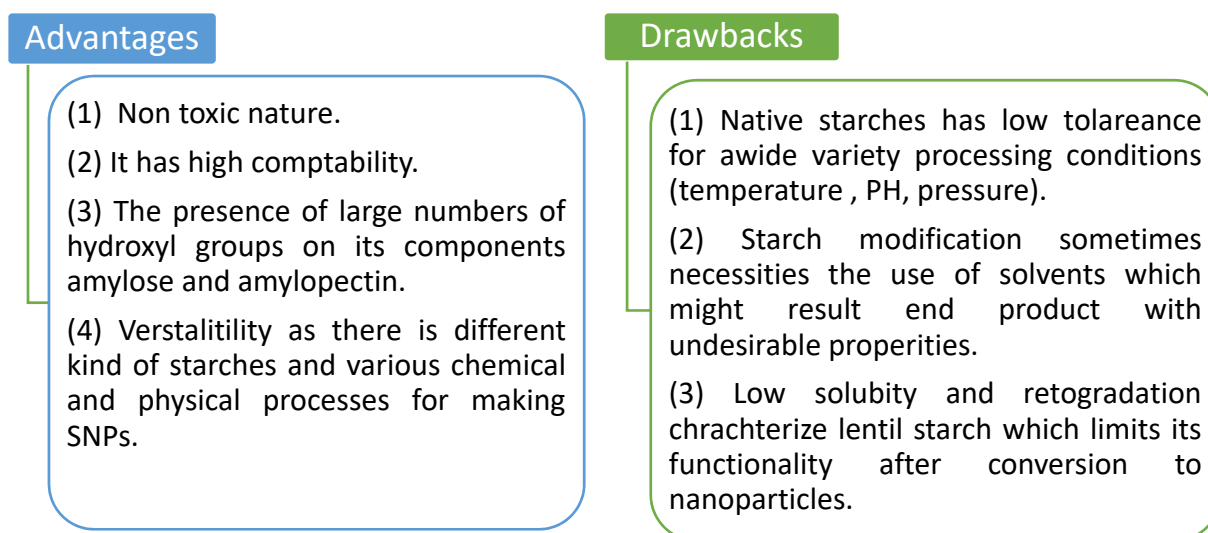 Advantages
(1) Non toxic nature.
(2) It has high comptability.
(3) The presence of large numbers of
hydroxyl groups on its components
amylose and amylopectin.
(4) Verstalitility as there is different
kind of starches and various chemical
and physical processes for making
SNPs.
Drawbacks
(1) Native starches has low tolareance
for awide variety processing conditions
(temperature , PH, pressure).
(2) Starch modification sometimes
necessities the use of solvents which
might result end product with
undesirable properities.
(3) Low solubity and retogradation
chrachterize lentil starch which limits its
functionality after conversion to
nanoparticles.